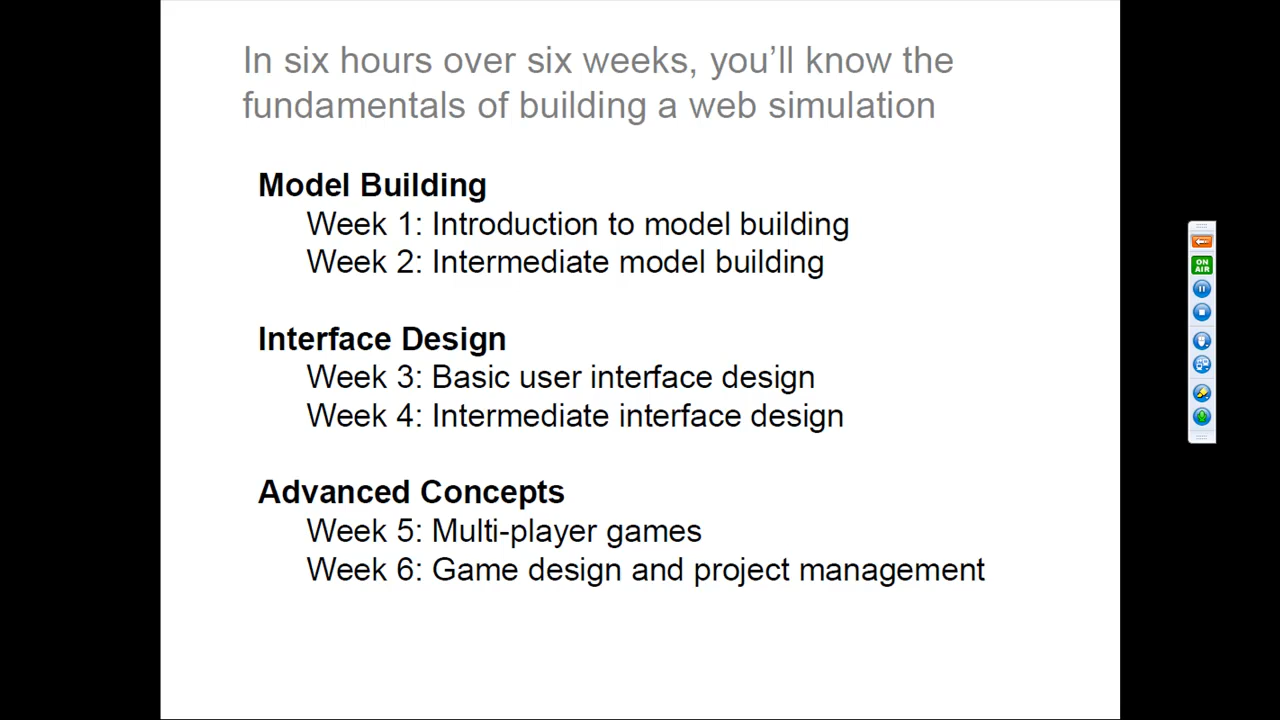 In six hours over six weeks, you’ll know the
fundamentals of building a web simulation
Model Building
Week 1: Introduction to model building
Week 2: Intermediate model building
Interface Design
Week 3: Basic user interface design
Week 4: Intermediate interface design
Advanced Concepts
Week 5: Multi-player games
Week 6: Game design and project management
ON
AIR